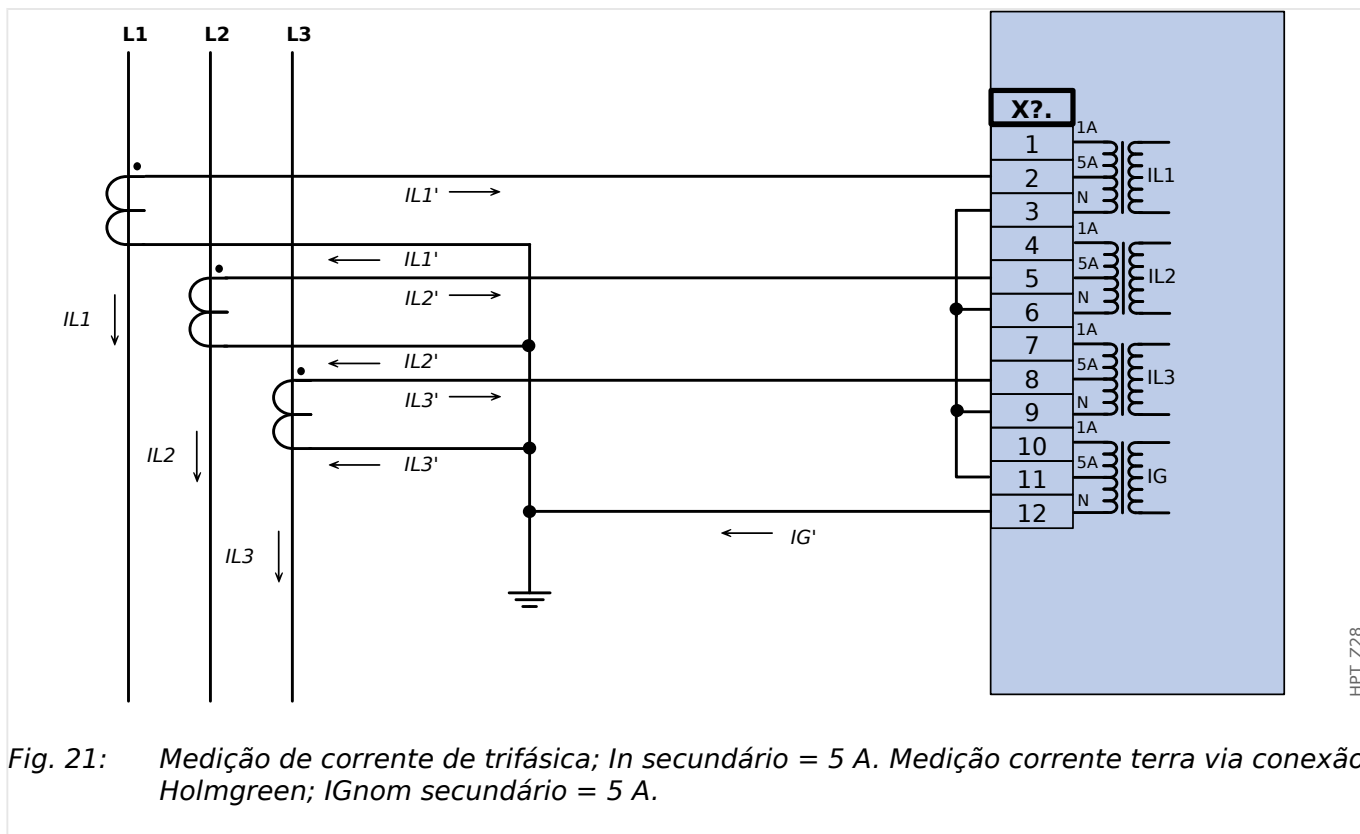 L1 L2 L3
X?.
1 1A
2 5A IL1
3 N
4 1A
5 5A IL2
6 N
7 1A
8 5A IL3
9 N
10 1A
11 5A IG
12 N
IL1'
IL1'
IL2'
IL1
IL2'
IL3'
IL2
IL3'
IG'
IL3
HPT_Z28
Fig. 21: Medição de corrente de trifásica; In secundário = 5 A. Medição corrente terra via conexão
Holmgreen; IGnom secundário = 5 A.